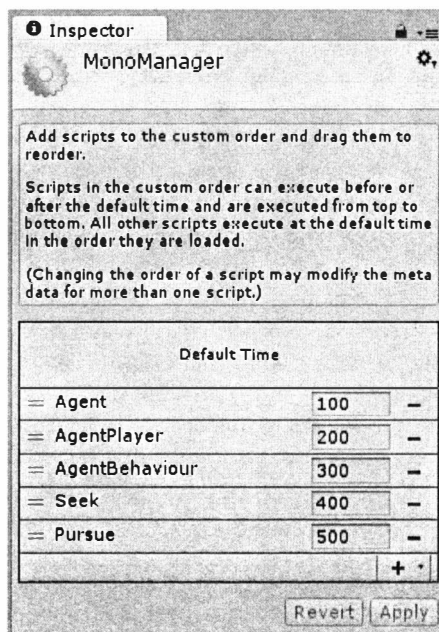 Inspector
MonoManager
Add scripts to the custom order and drag them to
reorder.
Scripts in the custom order can execute before or
after the default time and are executed from top to
bottom. All other scripts execute at the default time
in the order they are loaded.
(Changing the order of a script may modify the meta
data for more than one script.)
Default Time
= Agent 100 −
= AgentPlayer 200 −
= AgentBehaviour 300 −
= Seek 400 −
= Pursue 500 −
+
Revert Apply